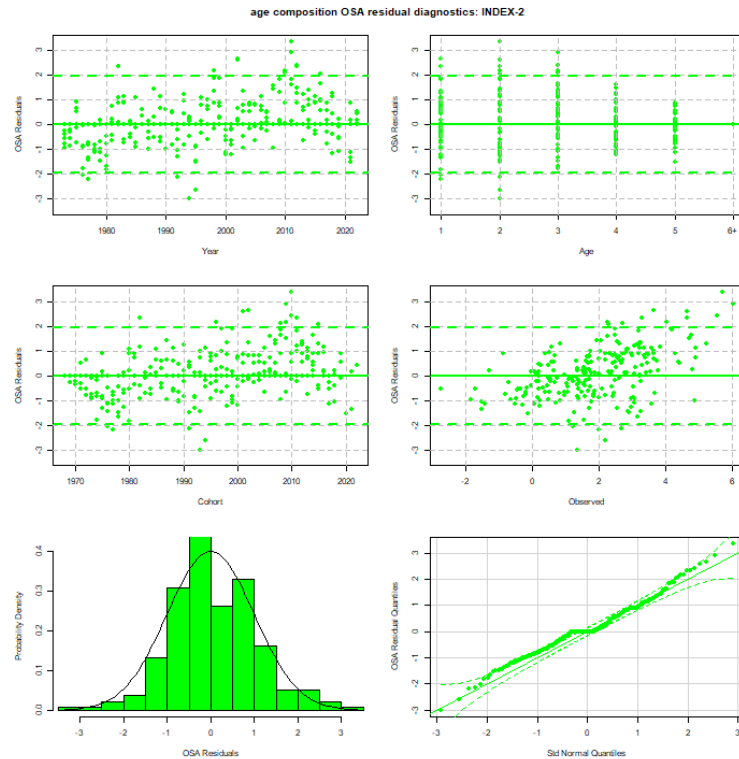 age composition OSA residual diagnostics: INDEX-2
OSA Residuals
3
2
1
0
-1
-2
-3
1980 1990 2000 2010 2020
Year
OSA Residuals
3
2
1
0
-1
-2
-3
1 2 3 4 5 6+
Age
OSA Residuals
3
2
1
0
-1
-2
-3
1970 1980 1990 2000 2010 2020
Cohort
OSA Residuals
3
2
1
0
-1
-2
-3
-2 0 2 4 6
Observed
Probability Density
0.4
0.3
0.2
0.1
0.0
-3 -2 -1 0 1 2 3
OSA Residuals
OSA Residual Quantiles
3
2
1
0
-1
-2
-3
-3 -2 -1 0 1 2 3
Std Normal Quantiles